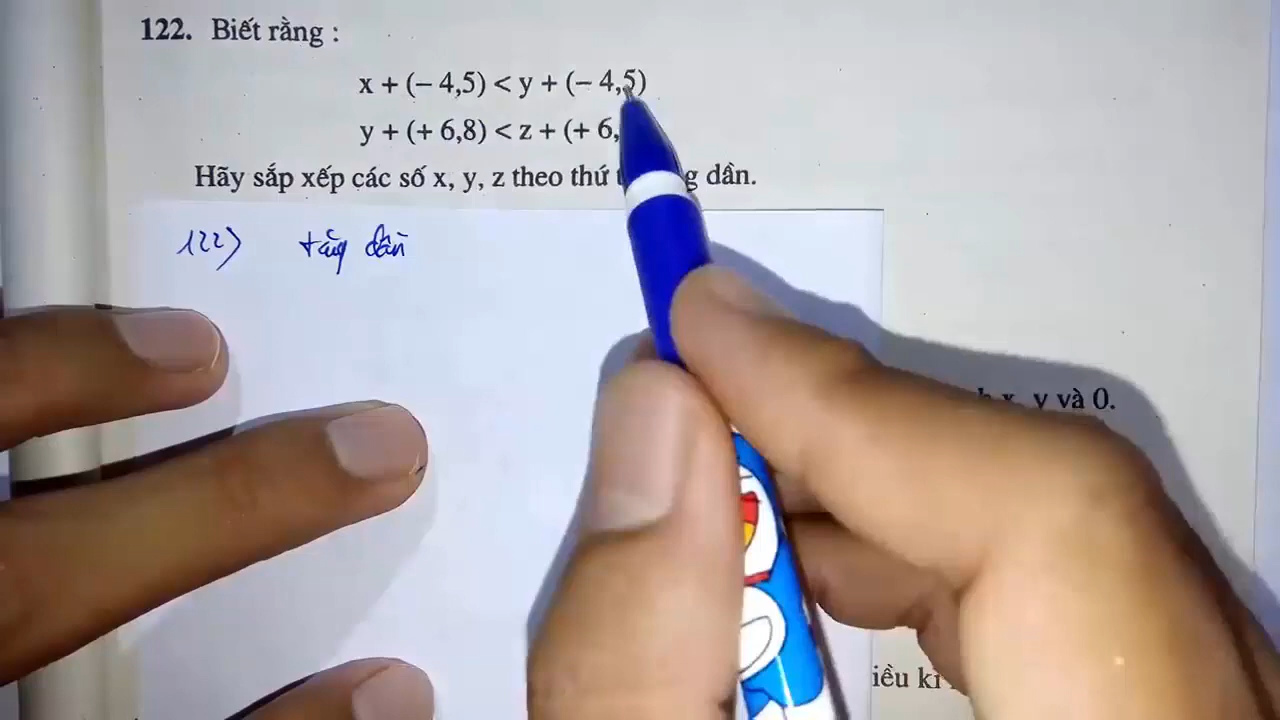 122. Biết rằng :
x + (– 4,5) < y + (– 4,5)
y + (+ 6,8) < z + (+ 6,
Hãy sắp xếp các số x, y, z theo thứ g dần.
122) tăng dần
x, y và 0.
iều kí